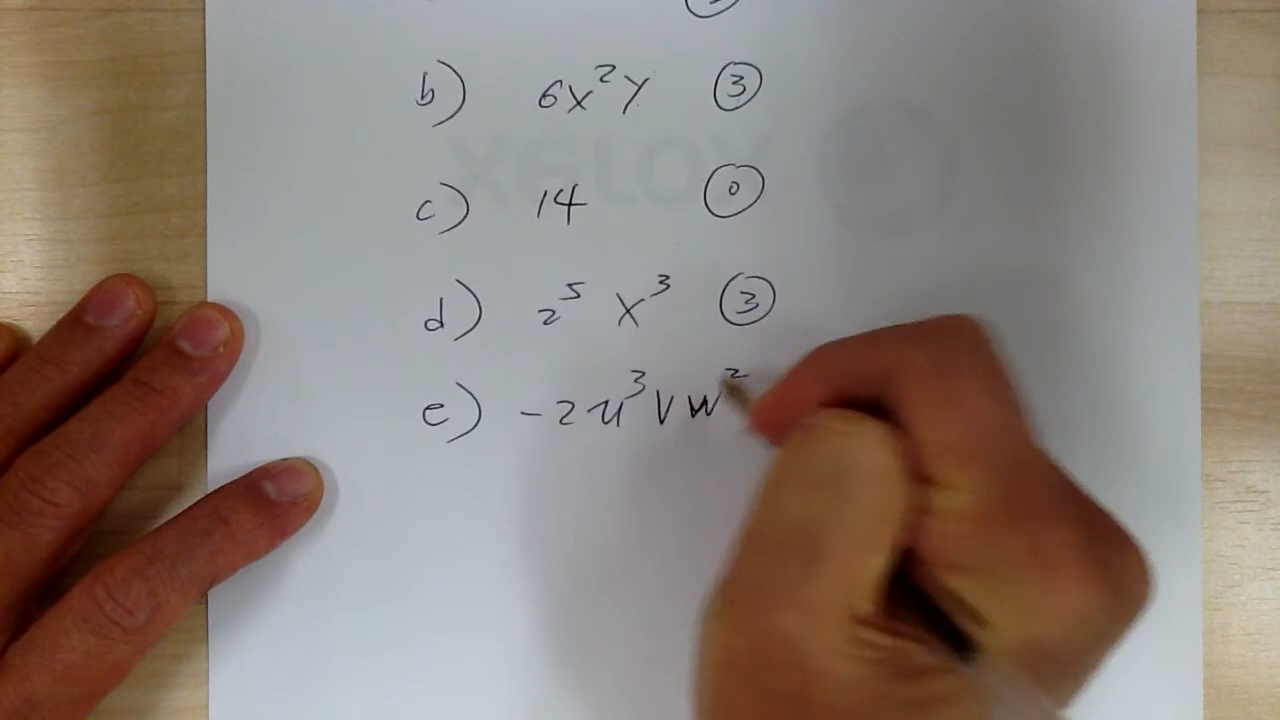 b) 6x²y ③
c) 14 ⓪
d) 2⁵ x³ ③
e) -2u³vw²